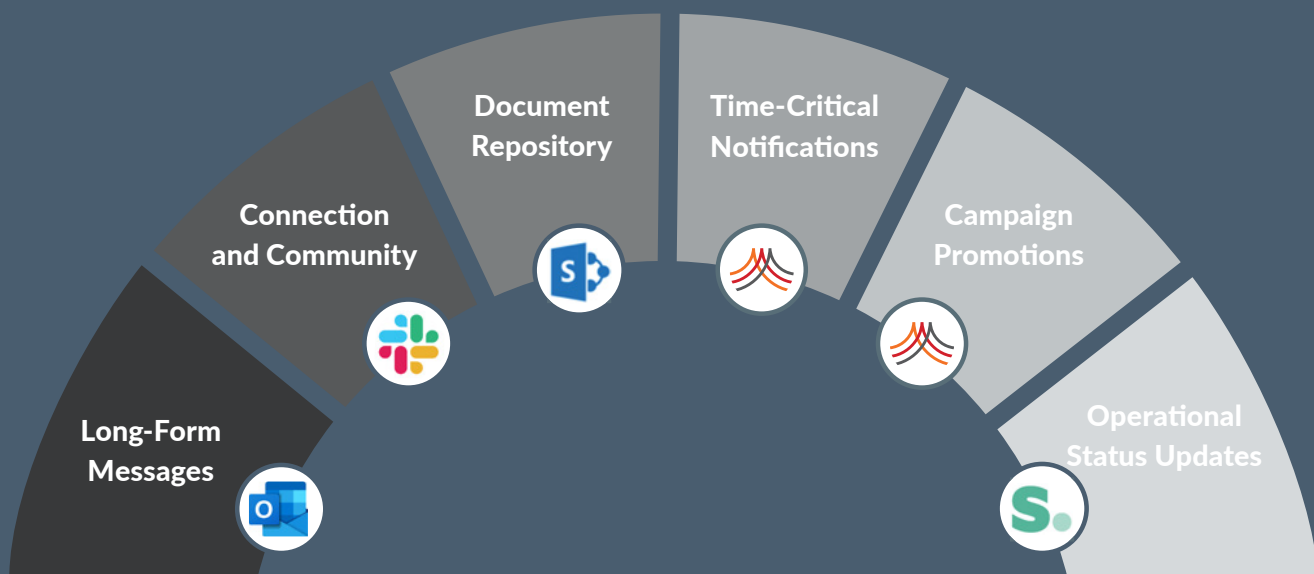 Long-Form
Messages
Connection
and Community
Document
Repository
Time-Critical
Notifications
Campaign
Promotions
Operational
Status Updates
O
S
S.